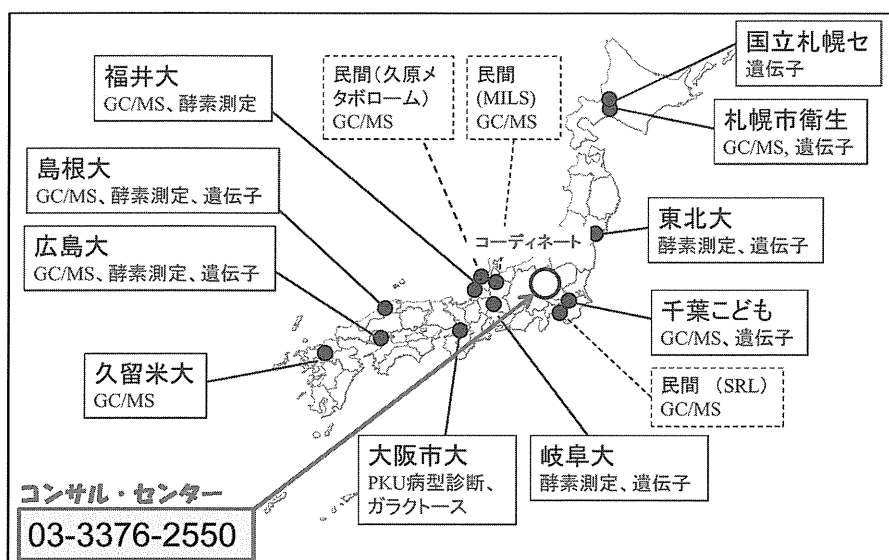 国立札幌セ
遺伝子
福井大
GC/MS、酵素測定
民間(久原メ
タボローム)
GC/MS
民間
(MILS)
GC/MS
札幌市衛生
GC/MS, 遺伝子
島根大
GC/MS、酵素測定、遺伝子
東北大
酵素測定、遺伝子
コーディネート
広島大
GC/MS、酵素測定、遺伝子
千葉こども
GC/MS、遺伝子
久留米大
GC/MS
民間 (SRL)
GC/MS
大阪市大
PKU病型診断、
ガラクトース
岐阜大
酵素測定、遺伝子
コンサル・センター
03-3376-2550